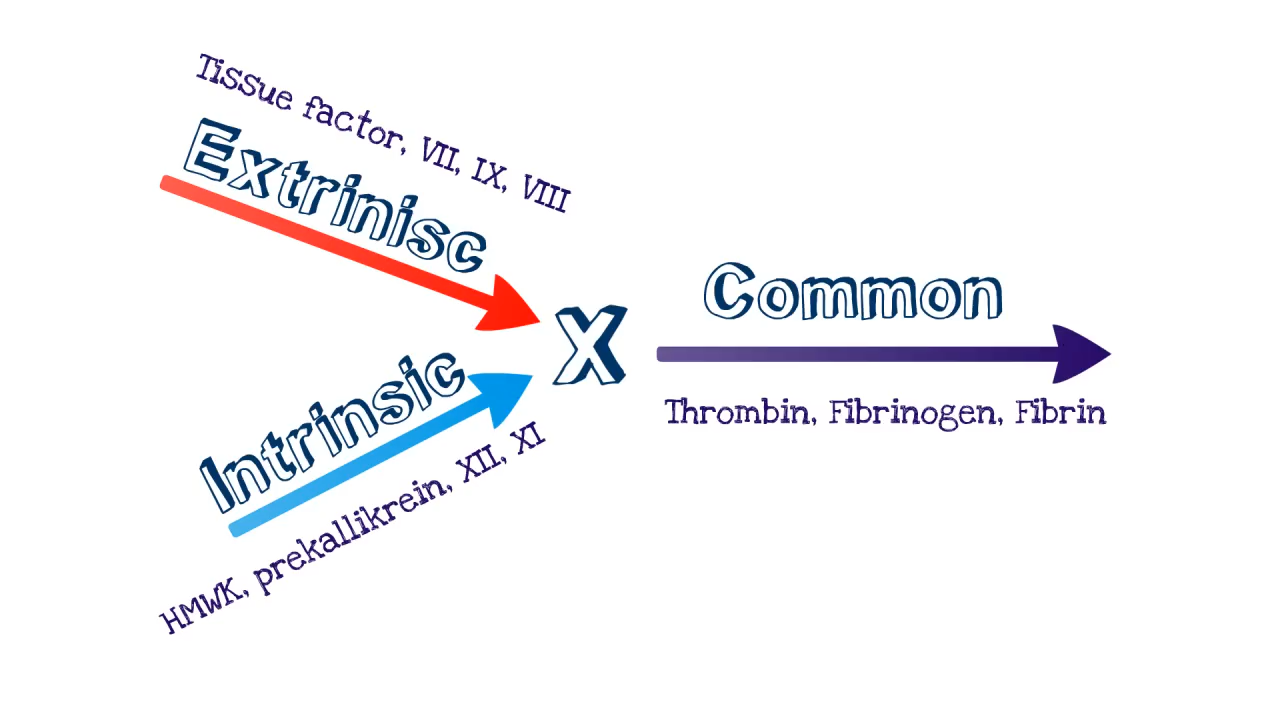 Tissue factor, VII, IX, VIII
Extrinisc
X
Common
Thrombin, Fibrinogen, Fibrin
Intrinsic
HMWK, prekallikrein, XII, XI